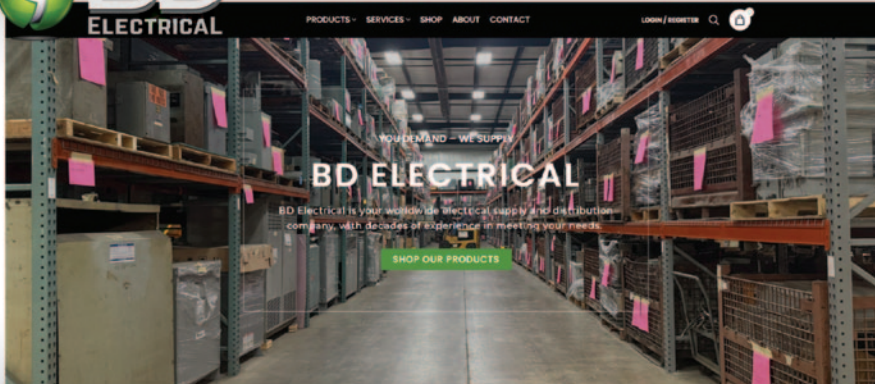 BD
ELECTRICAL
PRODUCTS SERVICES SHOP ABOUT CONTACT
LOGIN / REGISTER
YOU DEMAND – WE SUPPLY
BD ELECTRICAL
BD Electrical is your worldwide electrical supply and distribution
company, with decades of experience in meeting your needs.
SHOP OUR PRODUCTS